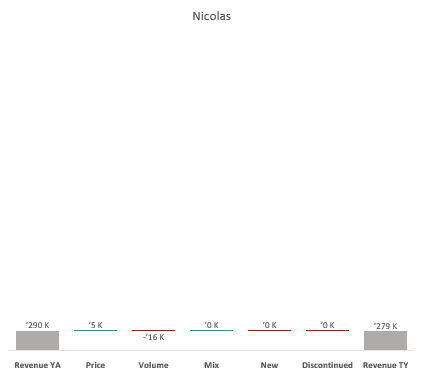 Nicolas
'290 K
'5 K
-'16 K
'0 K
'0 K
'0 K
'279 K
Revenue YA
Price
Volume
Mix
New
Discontinued
Revenue TY